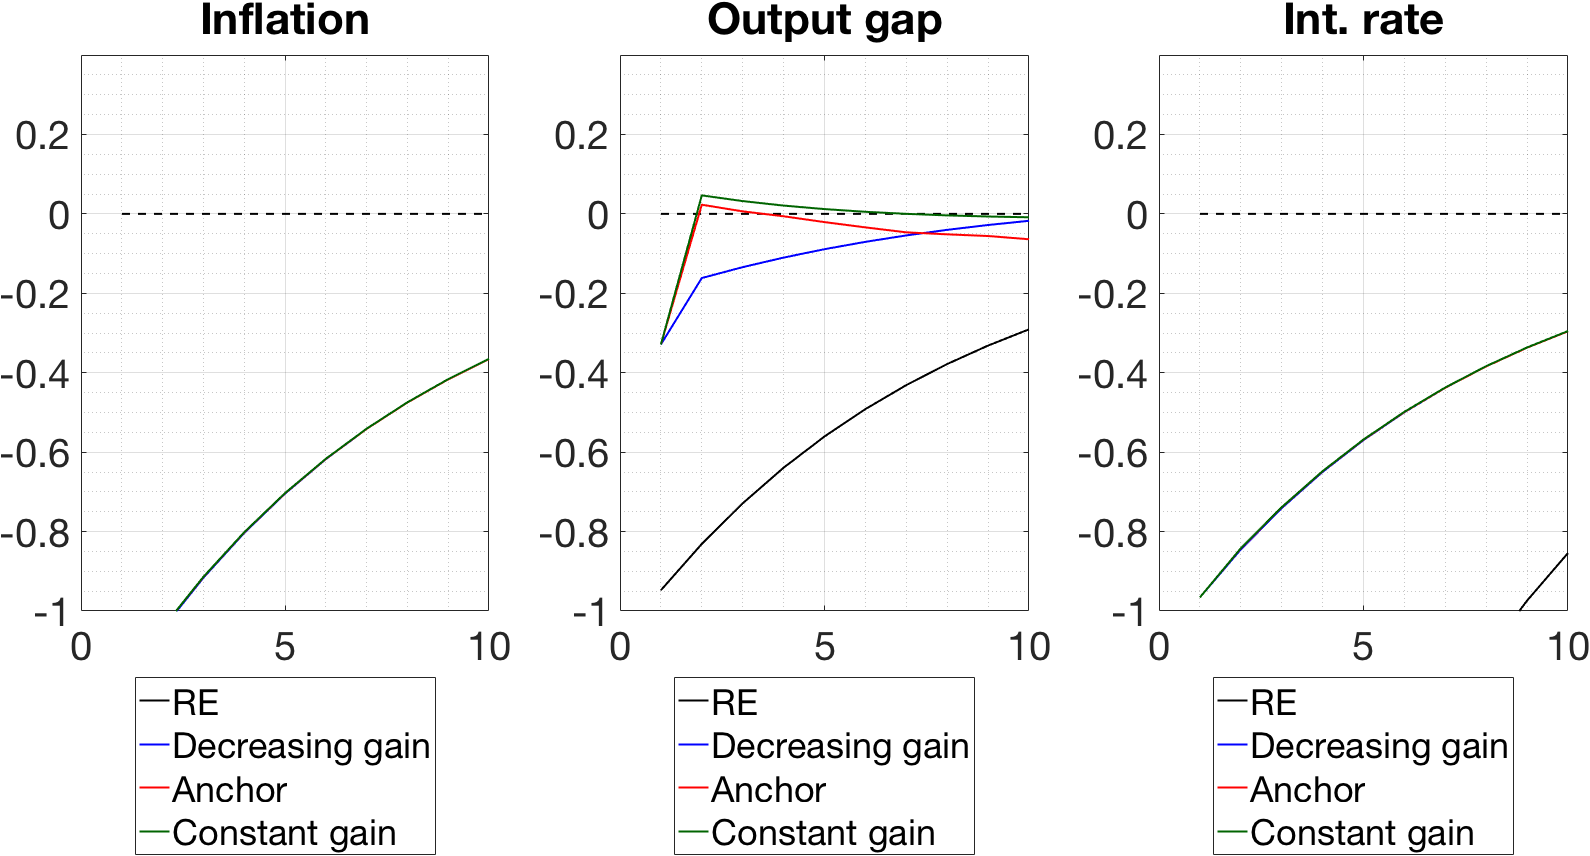 Inflation
0.2
0
-0.2
-0.4
-0.6
-0.8
-1
0 5 10
RE
Decreasing gain
Anchor
Constant gain
Output gap
0.2
0
-0.2
-0.4
-0.6
-0.8
-1
0 5 10
RE
Decreasing gain
Anchor
Constant gain
Int. rate
0.2
0
-0.2
-0.4
-0.6
-0.8
-1
0 5 10
RE
Decreasing gain
Anchor
Constant gain